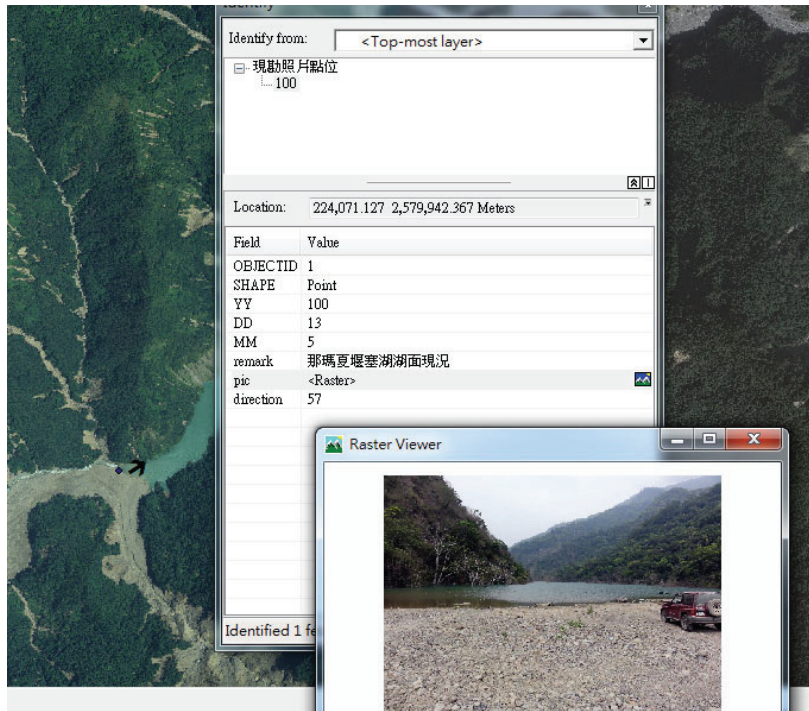 Identify
Identify from: <Top-most layer>
現勘照片點位
100
Location: 224,071.127 2,579,942.367 Meters
Field Value
OBJECTID 1
SHAPE Point
YY 100
DD 13
MM 5
remark 那瑪夏堰塞湖湖面現況
pic <Raster>
direction 57
Raster Viewer
Identified 1 fe